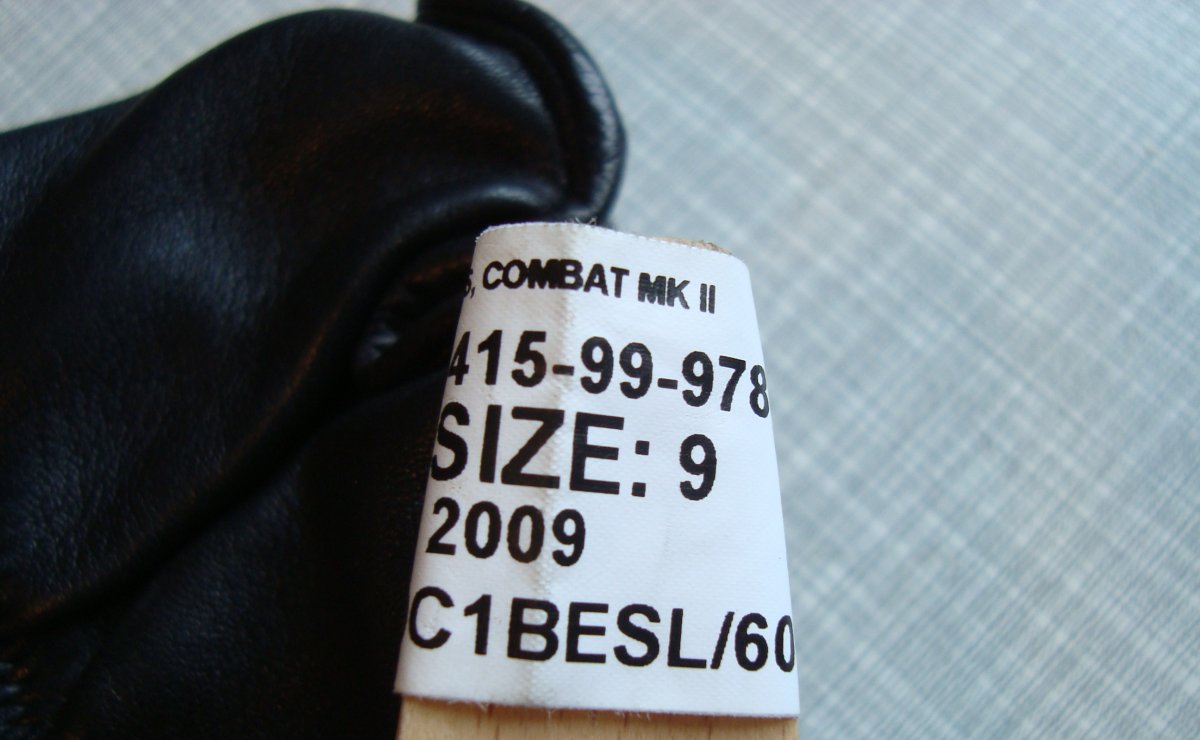 S, COMBAT MK II
415-99-978
SIZE: 9
2009
C1BESL/60